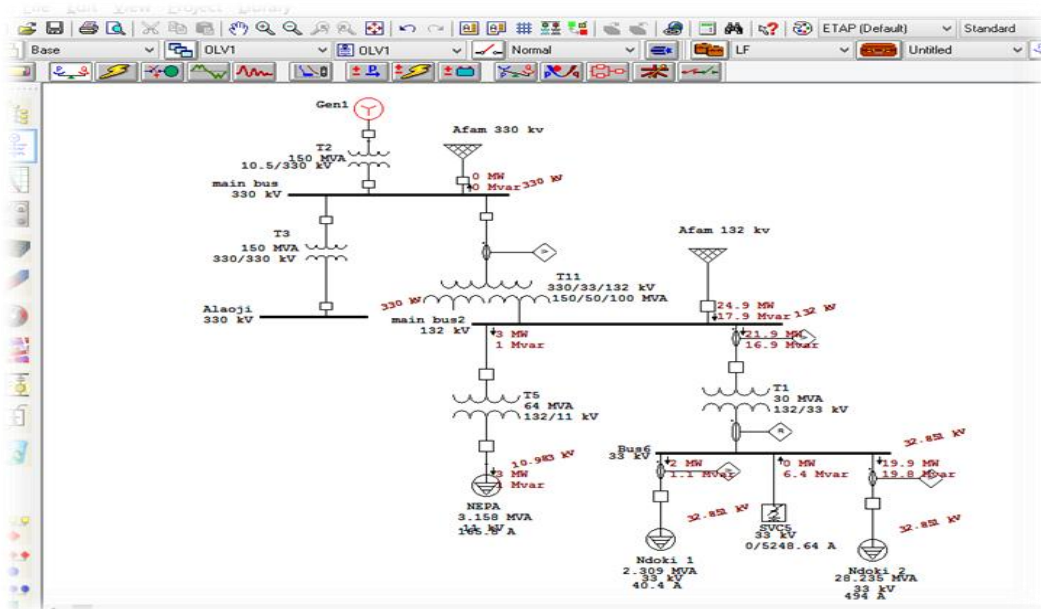 File Edit View Project Library
ETAP (Default) Standard
Base OLV1 OLV1 Normal LF Untitled
Gen1
Afam 330 kv
T2
150 MVA
10.5/330 kV
0 MW
0 Mvar
330 kV
main bus
330 kV
T3
150 MVA
330/330 kV
Afam 132 kv
T11
330/33/132 kV
150/50/100 MVA
330 kV
Alaoji
330 kV
main bus2
132 kV
24.9 MW
17.9 Mvar
132 kV
3 MW
1 Mvar
21.9 MW
16.9 Mvar
T5
64 MVA
132/11 kV
T1
30 MVA
132/33 kV
R
Bus6
33 kV
32.851 kV
10.983 kV
3 MW
1 Mvar
2 MW
1.1 Mvar
0 MW
6.4 Mvar
19.9 MW
19.8 Mvar
NEPA
3.158 MVA
11 kV
165.8 A
32.851 kV
SVC5
33 kV
0/5248.64 A
32.851 kV
Ndoki 1
2.309 MVA
33 kV
40.4 A
Ndoki 2
28.235 MVA
33 kV
494 A